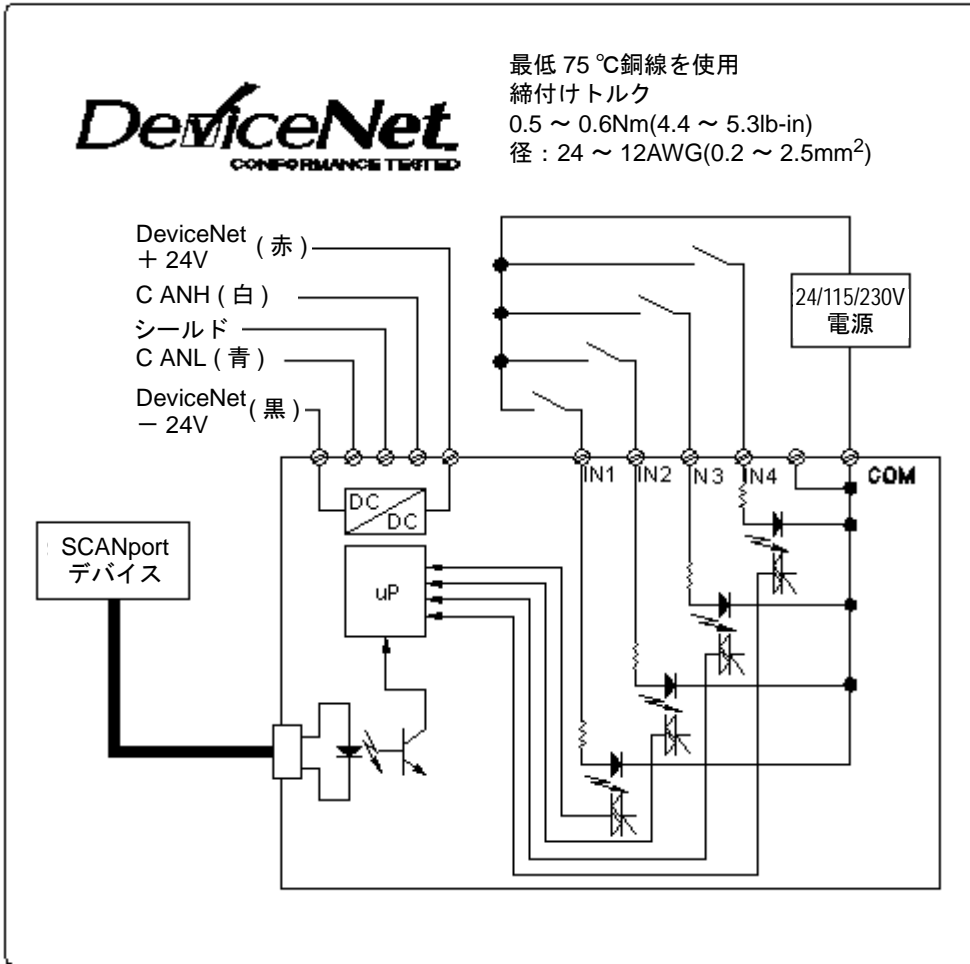 DeviceNet
CONFORMANCE TESTED
最低 75 ℃銅線を使用
締付けトルク
0.5 ~ 0.6Nm(4.4 ~ 5.3lb-in)
径：24 ~ 12AWG(0.2 ~ 2.5mm²)
DeviceNet (赤)
＋ 24V
C ANH (白)
シールド
C ANL (青)
DeviceNet (黒)
－ 24V
24/115/230V
電源
IN1
IN2
IN3
IN4
COM
DC
DC
SCANport
デバイス
uP